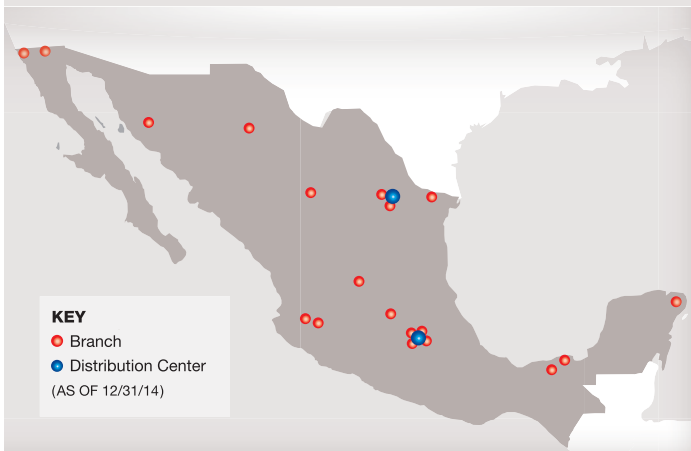 KEY
Branch
Distribution Center
(AS OF 12/31/14)